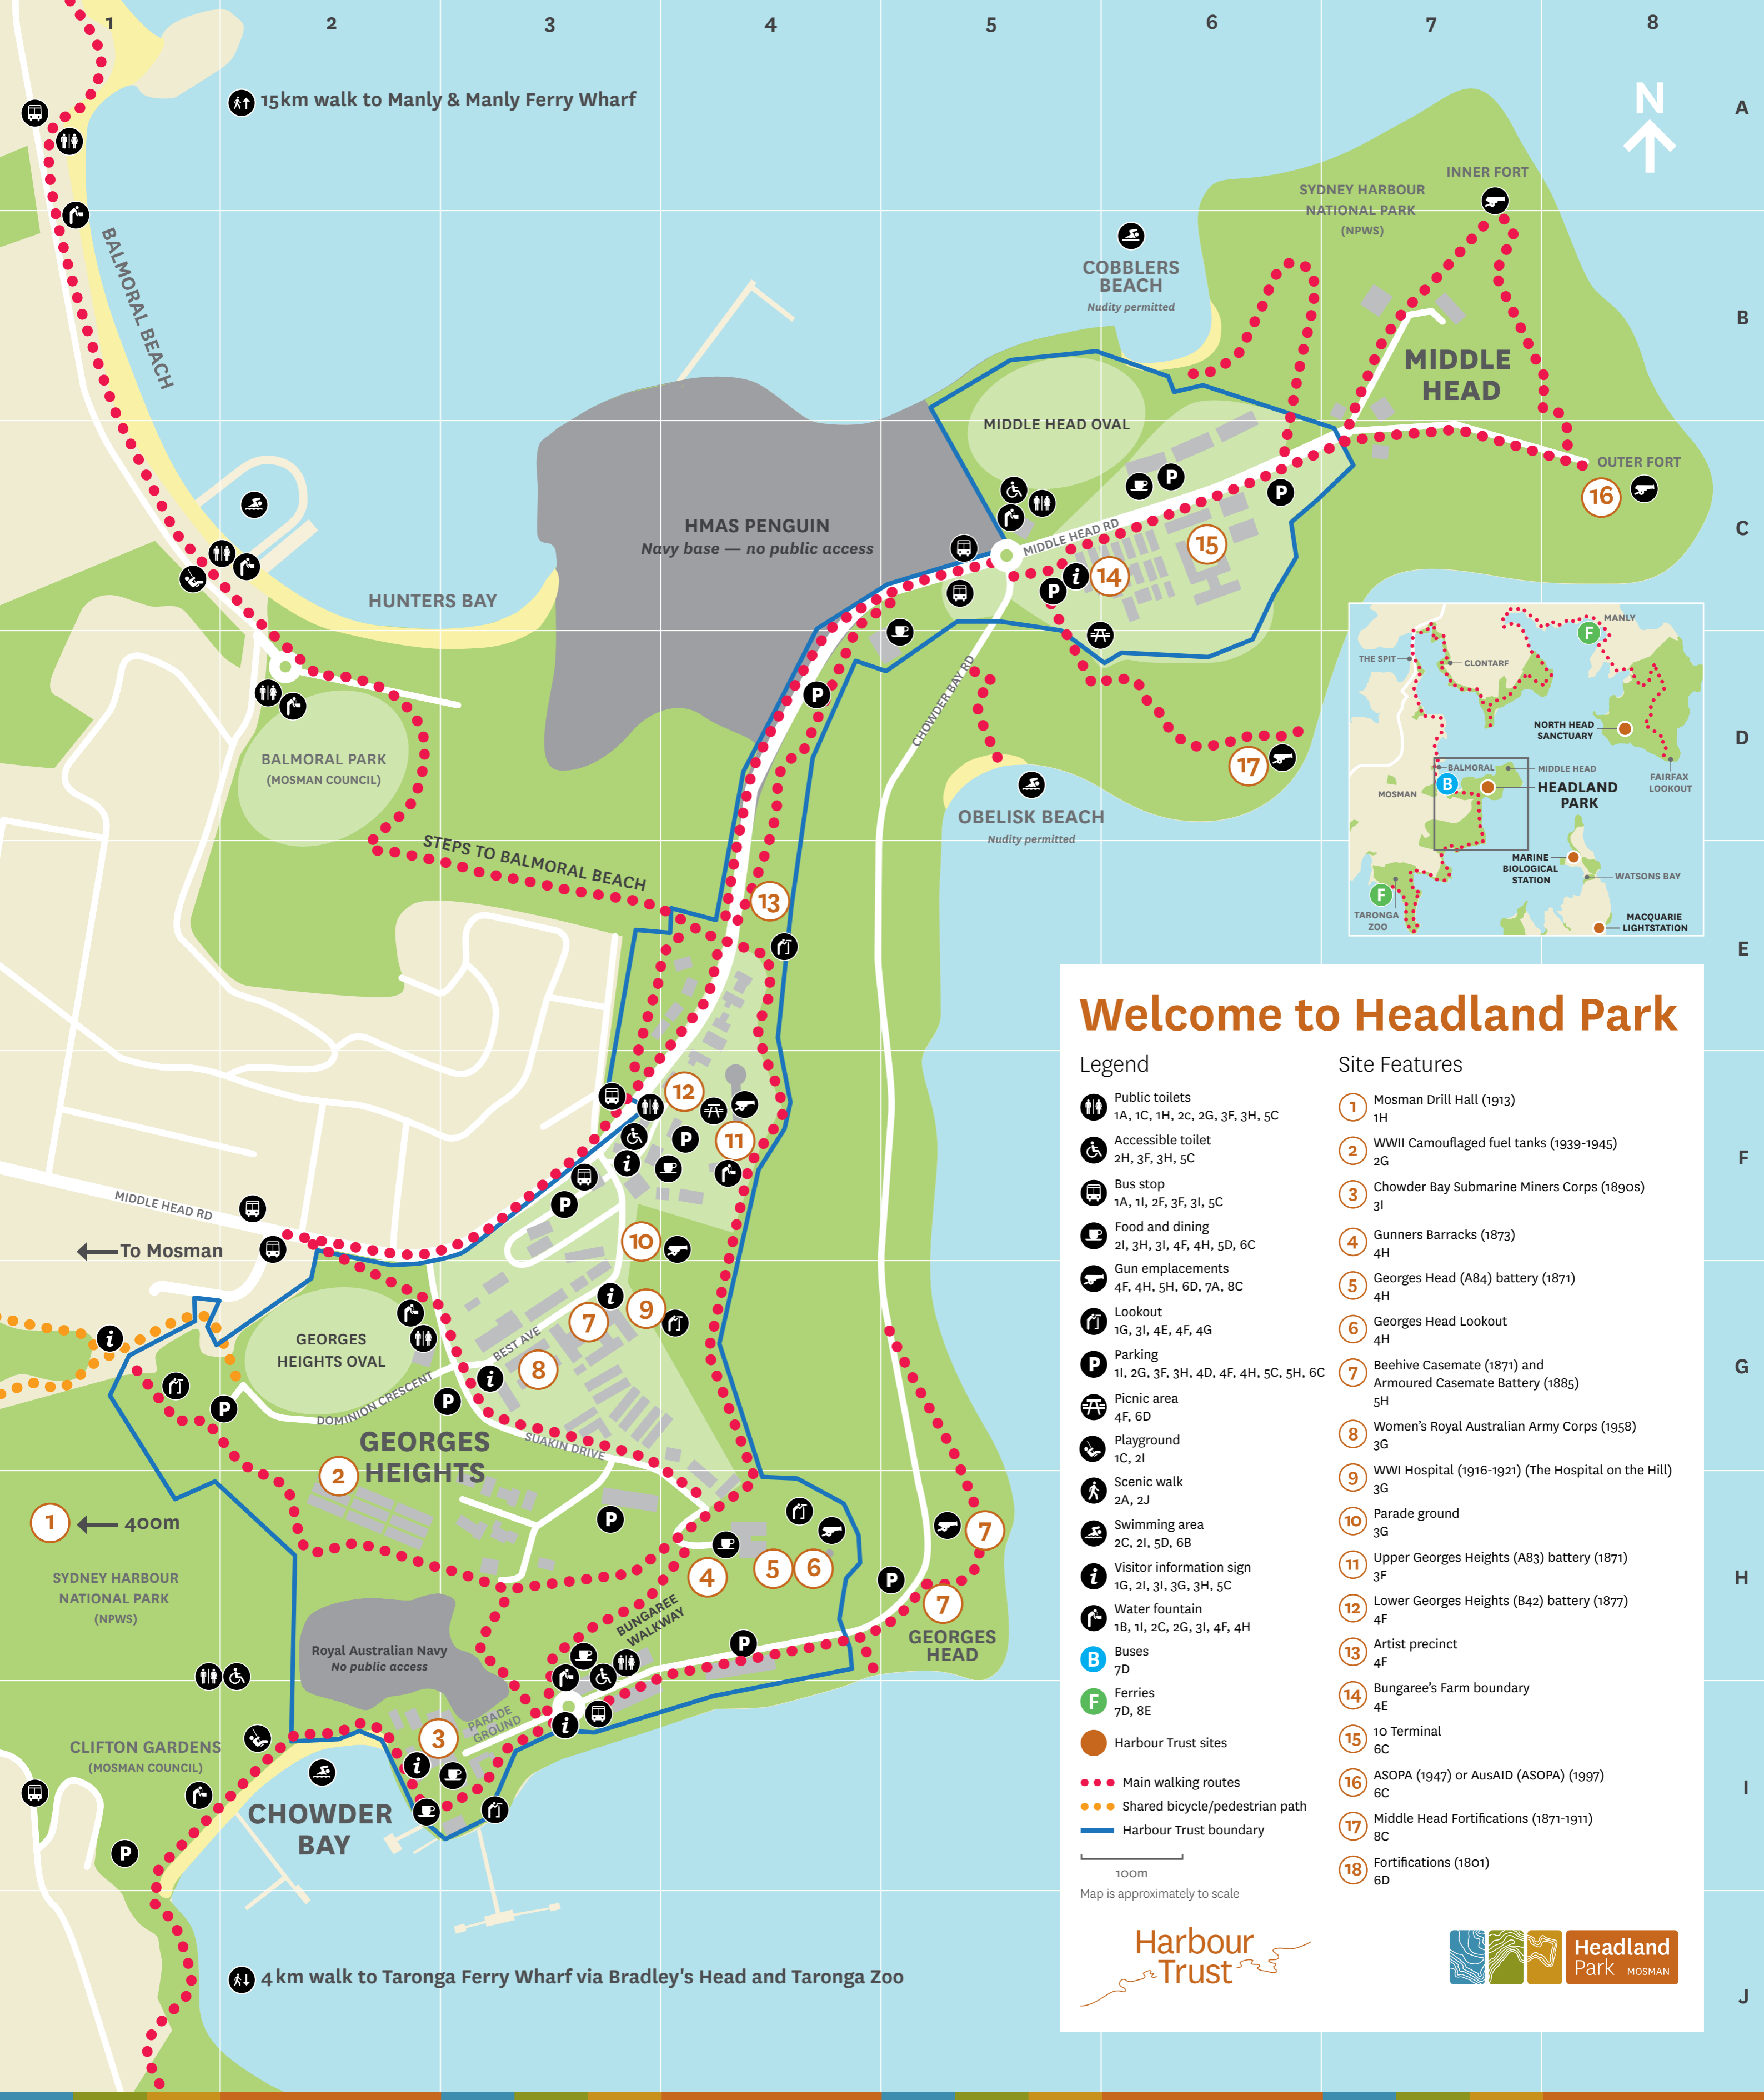 1 2 3 4 5 6 7 8
A
15km walk to Manly & Manly Ferry Wharf
N
INNER FORT
SYDNEY HARBOUR
NATIONAL PARK
(NPWS)
BALMORAL BEACH
COBBLERS
BEACH
Nudity permitted
B
MIDDLE
HEAD
MIDDLE HEAD OVAL
OUTER FORT
16
HMAS PENGUIN
Navy base — no public access
MIDDLE HEAD RD
P
P
C
15
14
i
P
HUNTERS BAY
CHOWDER BAY RD
P
BALMORAL PARK
(MOSMAN COUNCIL)
17
D
OBELISK BEACH
Nudity permitted
STEPS TO BALMORAL BEACH
13
MANLY
F
THE SPIT
CLONTARF
NORTH HEAD
SANCTUARY
BALMORAL
MIDDLE HEAD
B
MOSMAN
HEADLAND
PARK
FAIRFAX
LOOKOUT
MARINE
BIOLOGICAL
STATION
WATSONS BAY
F
TARONGA
ZOO
MACQUARIE
LIGHTSTATION
E
12
P
11
i
P
F
MIDDLE HEAD RD
To Mosman
10
i
9
7
GEORGES
HEIGHTS OVAL
i
BEST AVE
8
i
G
P
P
DOMINION CRESCENT
SUAKIN DRIVE
GEORGES
HEIGHTS
2
1
400m
P
7
5
6
4
P
7
H
SYDNEY HARBOUR
NATIONAL PARK
(NPWS)
BUNGAREE
WALKWAY
GEORGES
HEAD
Royal Australian Navy
No public access
P
PARADE
GROUND
i
3
CLIFTON GARDENS
(MOSMAN COUNCIL)
i
I
CHOWDER
BAY
P
4km walk to Taronga Ferry Wharf via Bradley's Head and Taronga Zoo
J
Welcome to Headland Park
Legend
Public toilets
1A, 1C, 1H, 2c, 2G, 3F, 3H, 5C
Accessible toilet
2H, 3F, 3H, 5C
Bus stop
1A, 1I, 2F, 3F, 3I, 5C
Food and dining
2I, 3H, 3I, 4F, 4H, 5D, 6C
Gun emplacements
4F, 4H, 5H, 6D, 7A, 8C
Lookout
1G, 3I, 4E, 4F, 4G
P Parking
1I, 2G, 3F, 3H, 4D, 4F, 4H, 5C, 5H, 6C
Picnic area
4F, 6D
Playground
1C, 2I
Scenic walk
2A, 2J
Swimming area
2C, 2I, 5D, 6B
i Visitor information sign
1G, 2I, 3I, 3G, 3H, 5C
Water fountain
1B, 1I, 2C, 2G, 3I, 4F, 4H
B Buses
7D
F Ferries
7D, 8E
Harbour Trust sites
Main walking routes
Shared bicycle/pedestrian path
Harbour Trust boundary
100m
Map is approximately to scale
Site Features
1 Mosman Drill Hall (1913)
1H
2 WWII Camouflaged fuel tanks (1939-1945)
2G
3 Chowder Bay Submarine Miners Corps (1890s)
3I
4 Gunners Barracks (1873)
4H
5 Georges Head (A84) battery (1871)
4H
6 Georges Head Lookout
4H
7 Beehive Casemate (1871) and
Armoured Casemate Battery (1885)
5H
8 Women's Royal Australian Army Corps (1958)
3G
9 WWI Hospital (1916-1921) (The Hospital on the Hill)
3G
10 Parade ground
3G
11 Upper Georges Heights (A83) battery (1871)
3F
12 Lower Georges Heights (B42) battery (1877)
4F
13 Artist precinct
4F
14 Bungaree's Farm boundary
4E
15 10 Terminal
6C
16 ASOPA (1947) or AusAID (ASOPA) (1997)
6C
17 Middle Head Fortifications (1871-1911)
8C
18 Fortifications (1801)
6D
Harbour
Trust
Headland
Park MOSMAN